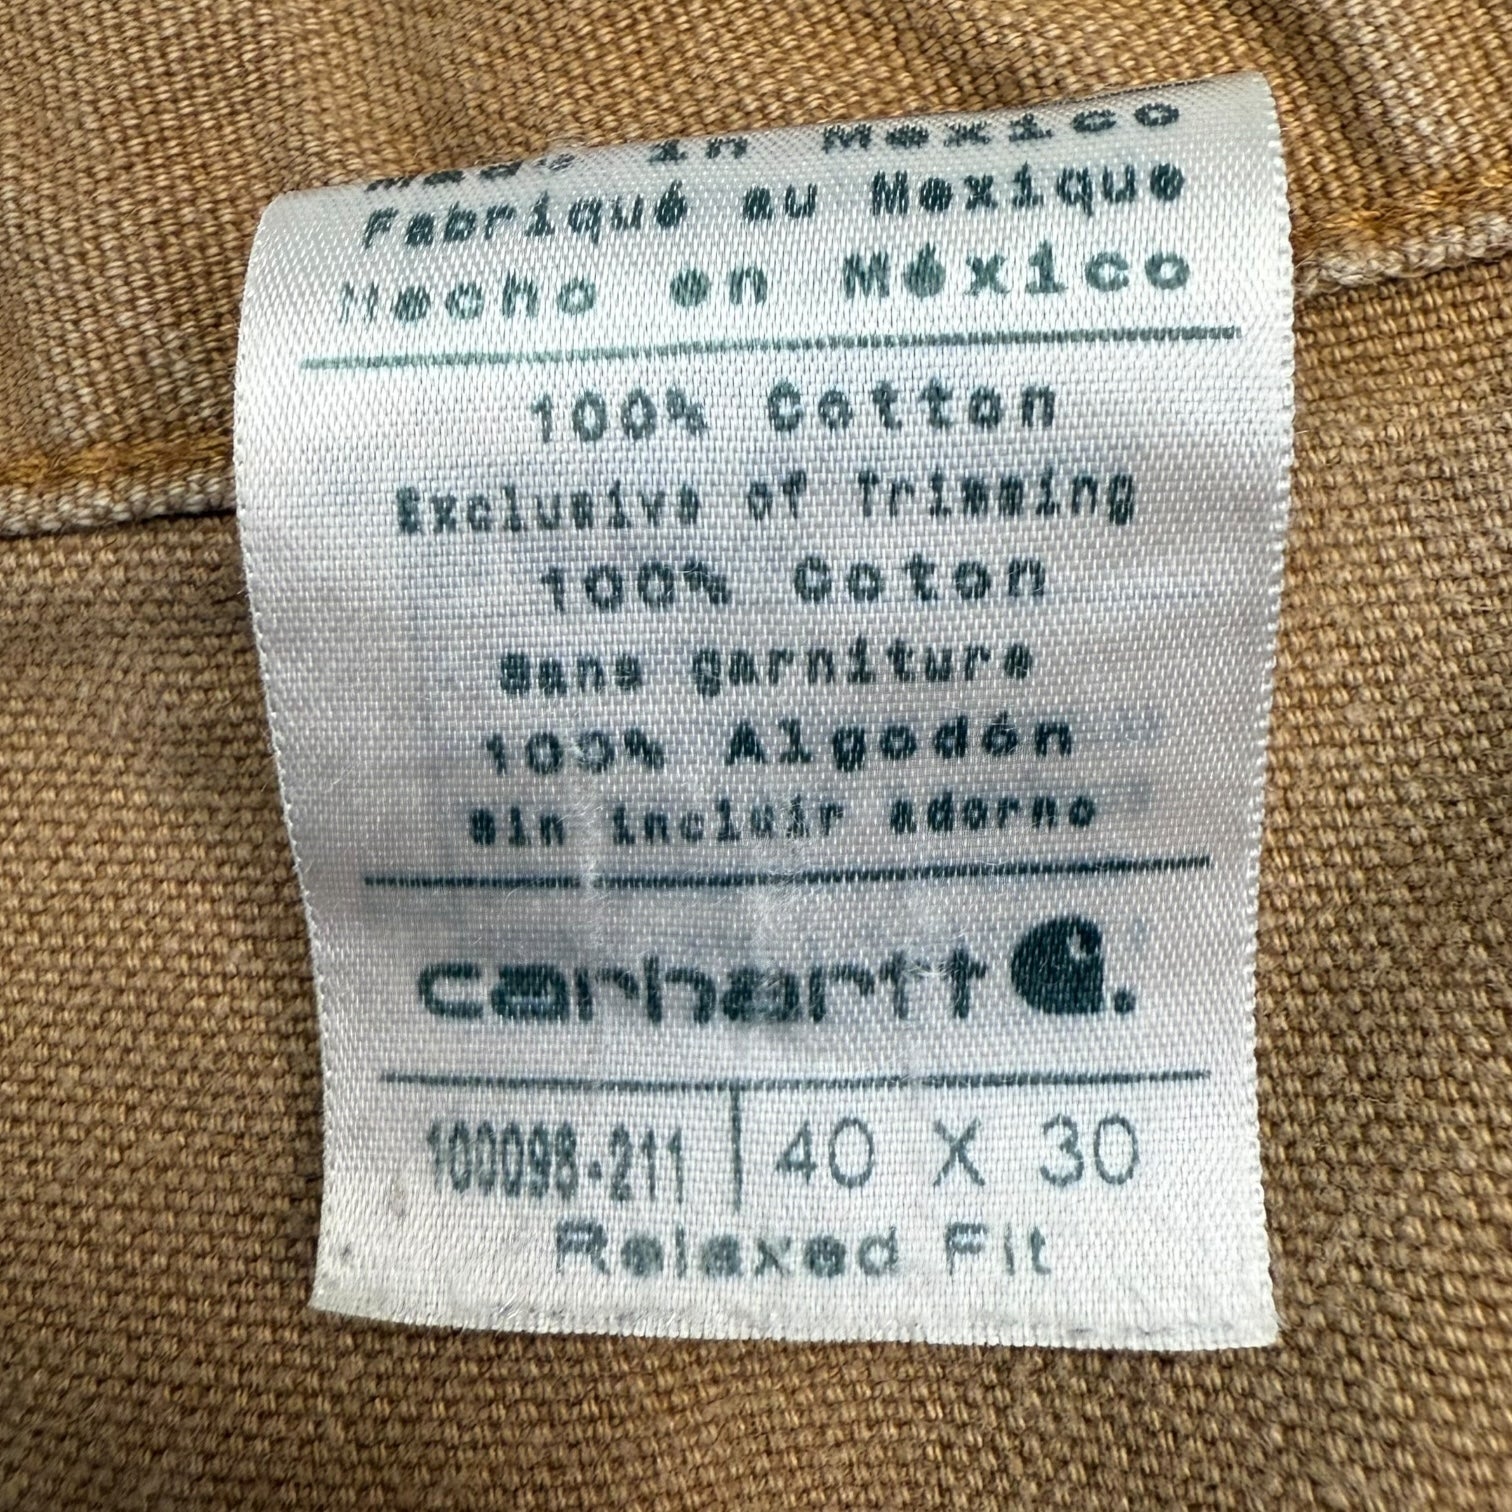 Made in Mexico
Fabriqué au Mexique
Hecho en México
100% Cotton
Exclusive of Trimming
100% Coton
Sans garniture
100% Algodón
Sin incluir adorno
carhartt
100098-211 40 X 30
Relaxed Fit